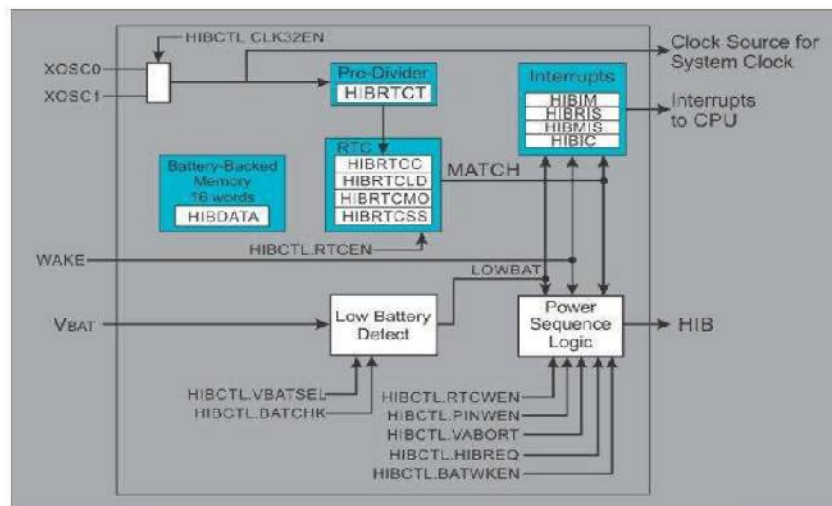 HIBCTL.CLK32EN
XOSC0
XOSC1
Clock Source for
System Clock
Pre-Divider
HIBRTCT
Interrupts
HIBIM
HIBRIS
HIBMIS
HIBIC
Interrupts
to CPU
RTC
HIBRTCC
HIBRTCLD
HIBRTCMO
HIBRTCSS
MATCH
Battery-Backed
Memory
16 words
HIBDATA
HIBCTL.RTCEN
WAKE
LOWBAT
VBAT
Low Battery
Detect
Power
Sequence
Logic
HIB
HIBCTL.VBATSEL
HIBCTL.BATCHK
HIBCTL.RTCWEN
HIBCTL.PINWEN
HIBCTL.VABORT
HIBCTL.HIBREQ
HIBCTL.BATWKEN